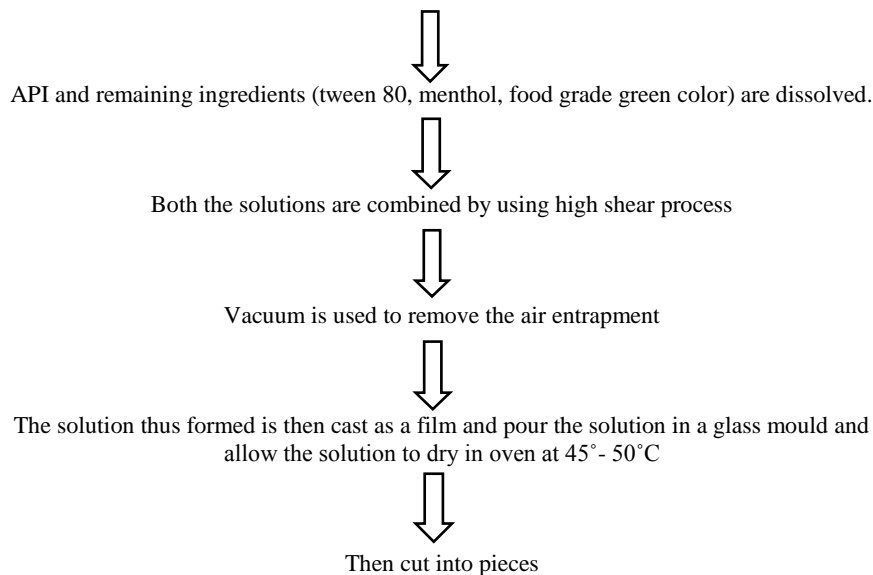 API and remaining ingredients (tween 80, menthol, food grade green color) are dissolved.
Both the solutions are combined by using high shear process
Vacuum is used to remove the air entrapment
The solution thus formed is then cast as a film and pour the solution in a glass mould and
allow the solution to dry in oven at 45˚- 50˚C
Then cut into pieces